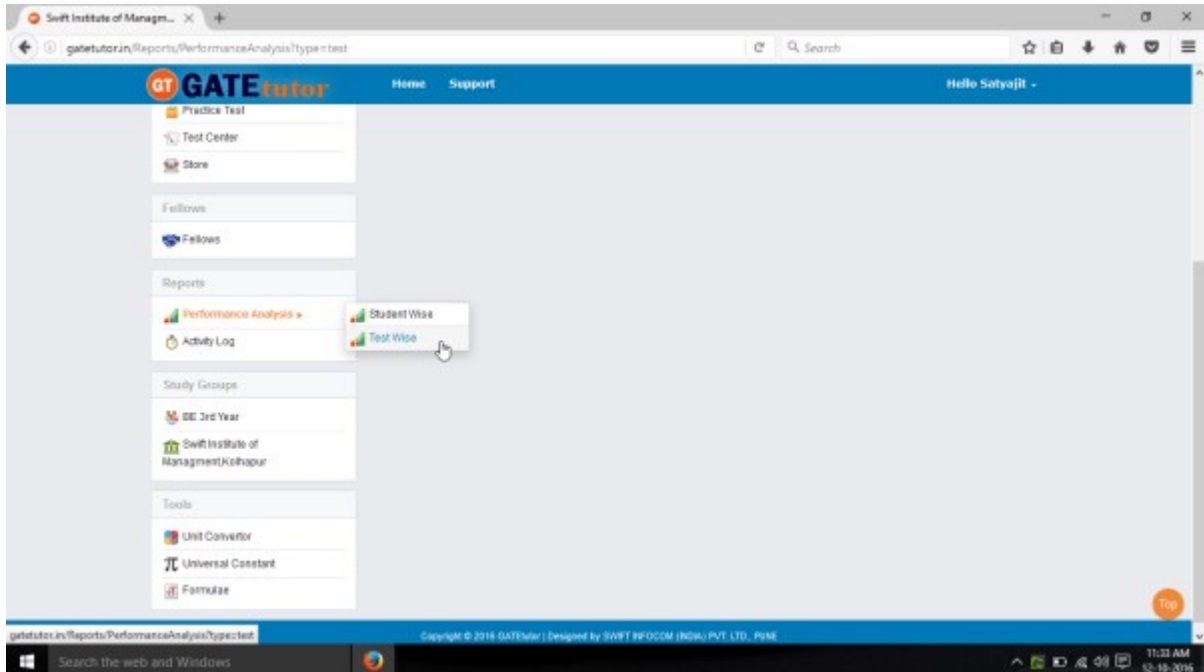 Swift Institute of Managm...
gatetutor.in/Reports/PerformanceAnalysis?type=test
Search
GT GATEtutor
Home
Support
Hello Satyajit
Practice Test
Test Center
Store
Fellows
Fellows
Reports
Performance Analysis »
Student Wise
Test Wise
Activity Log
Study Groups
BE 3rd Year
Swift Institute of
Managment,Kolhapur
Tools
Unit Convertor
Universal Constant
Formulae
Top
gatetutor.in/Reports/PerformanceAnalysis?type=test
Copyright © 2016 GATEtutor | Designed by SWIFT INFOCOM (INDIA) PVT. LTD., PUNE
Search the web and Windows
11:33 AM
12-10-2016